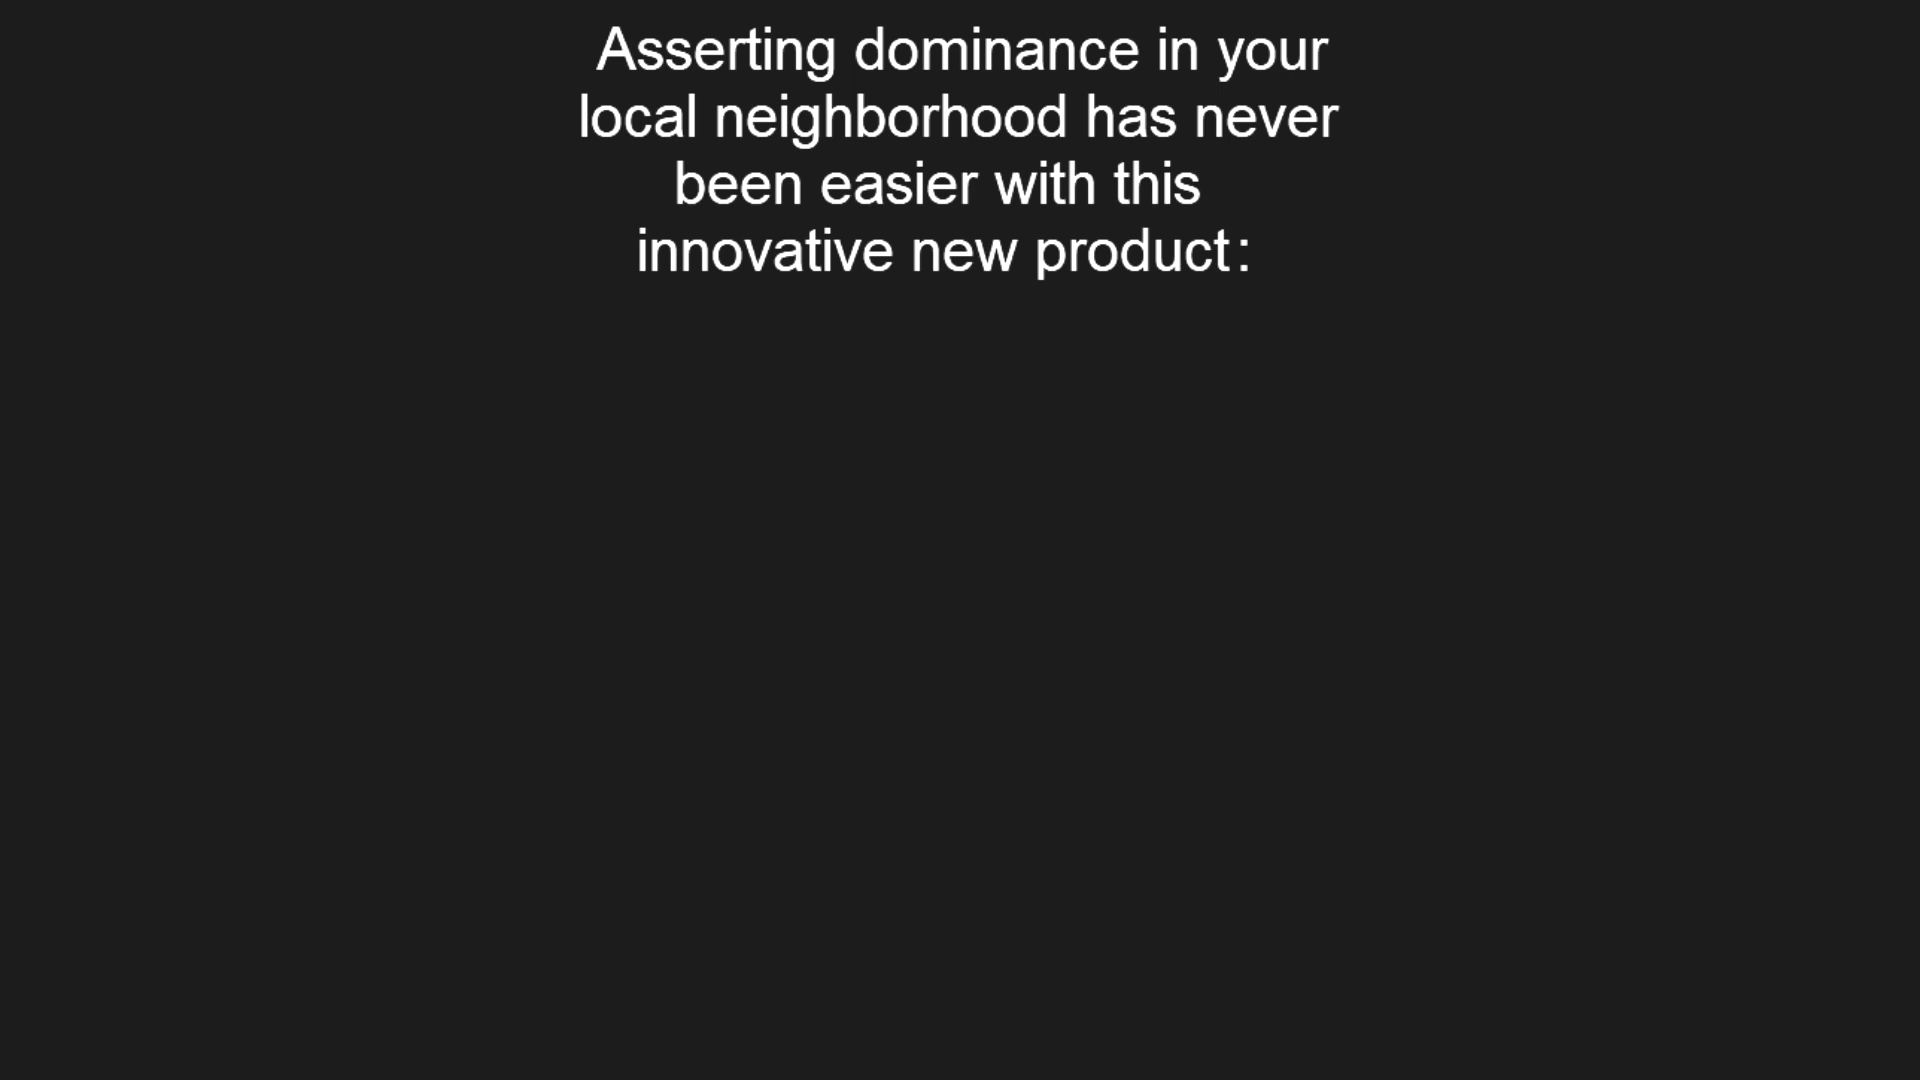 Asserting dominance in your
local neighborhood has never
been easier with this
innovative new product: